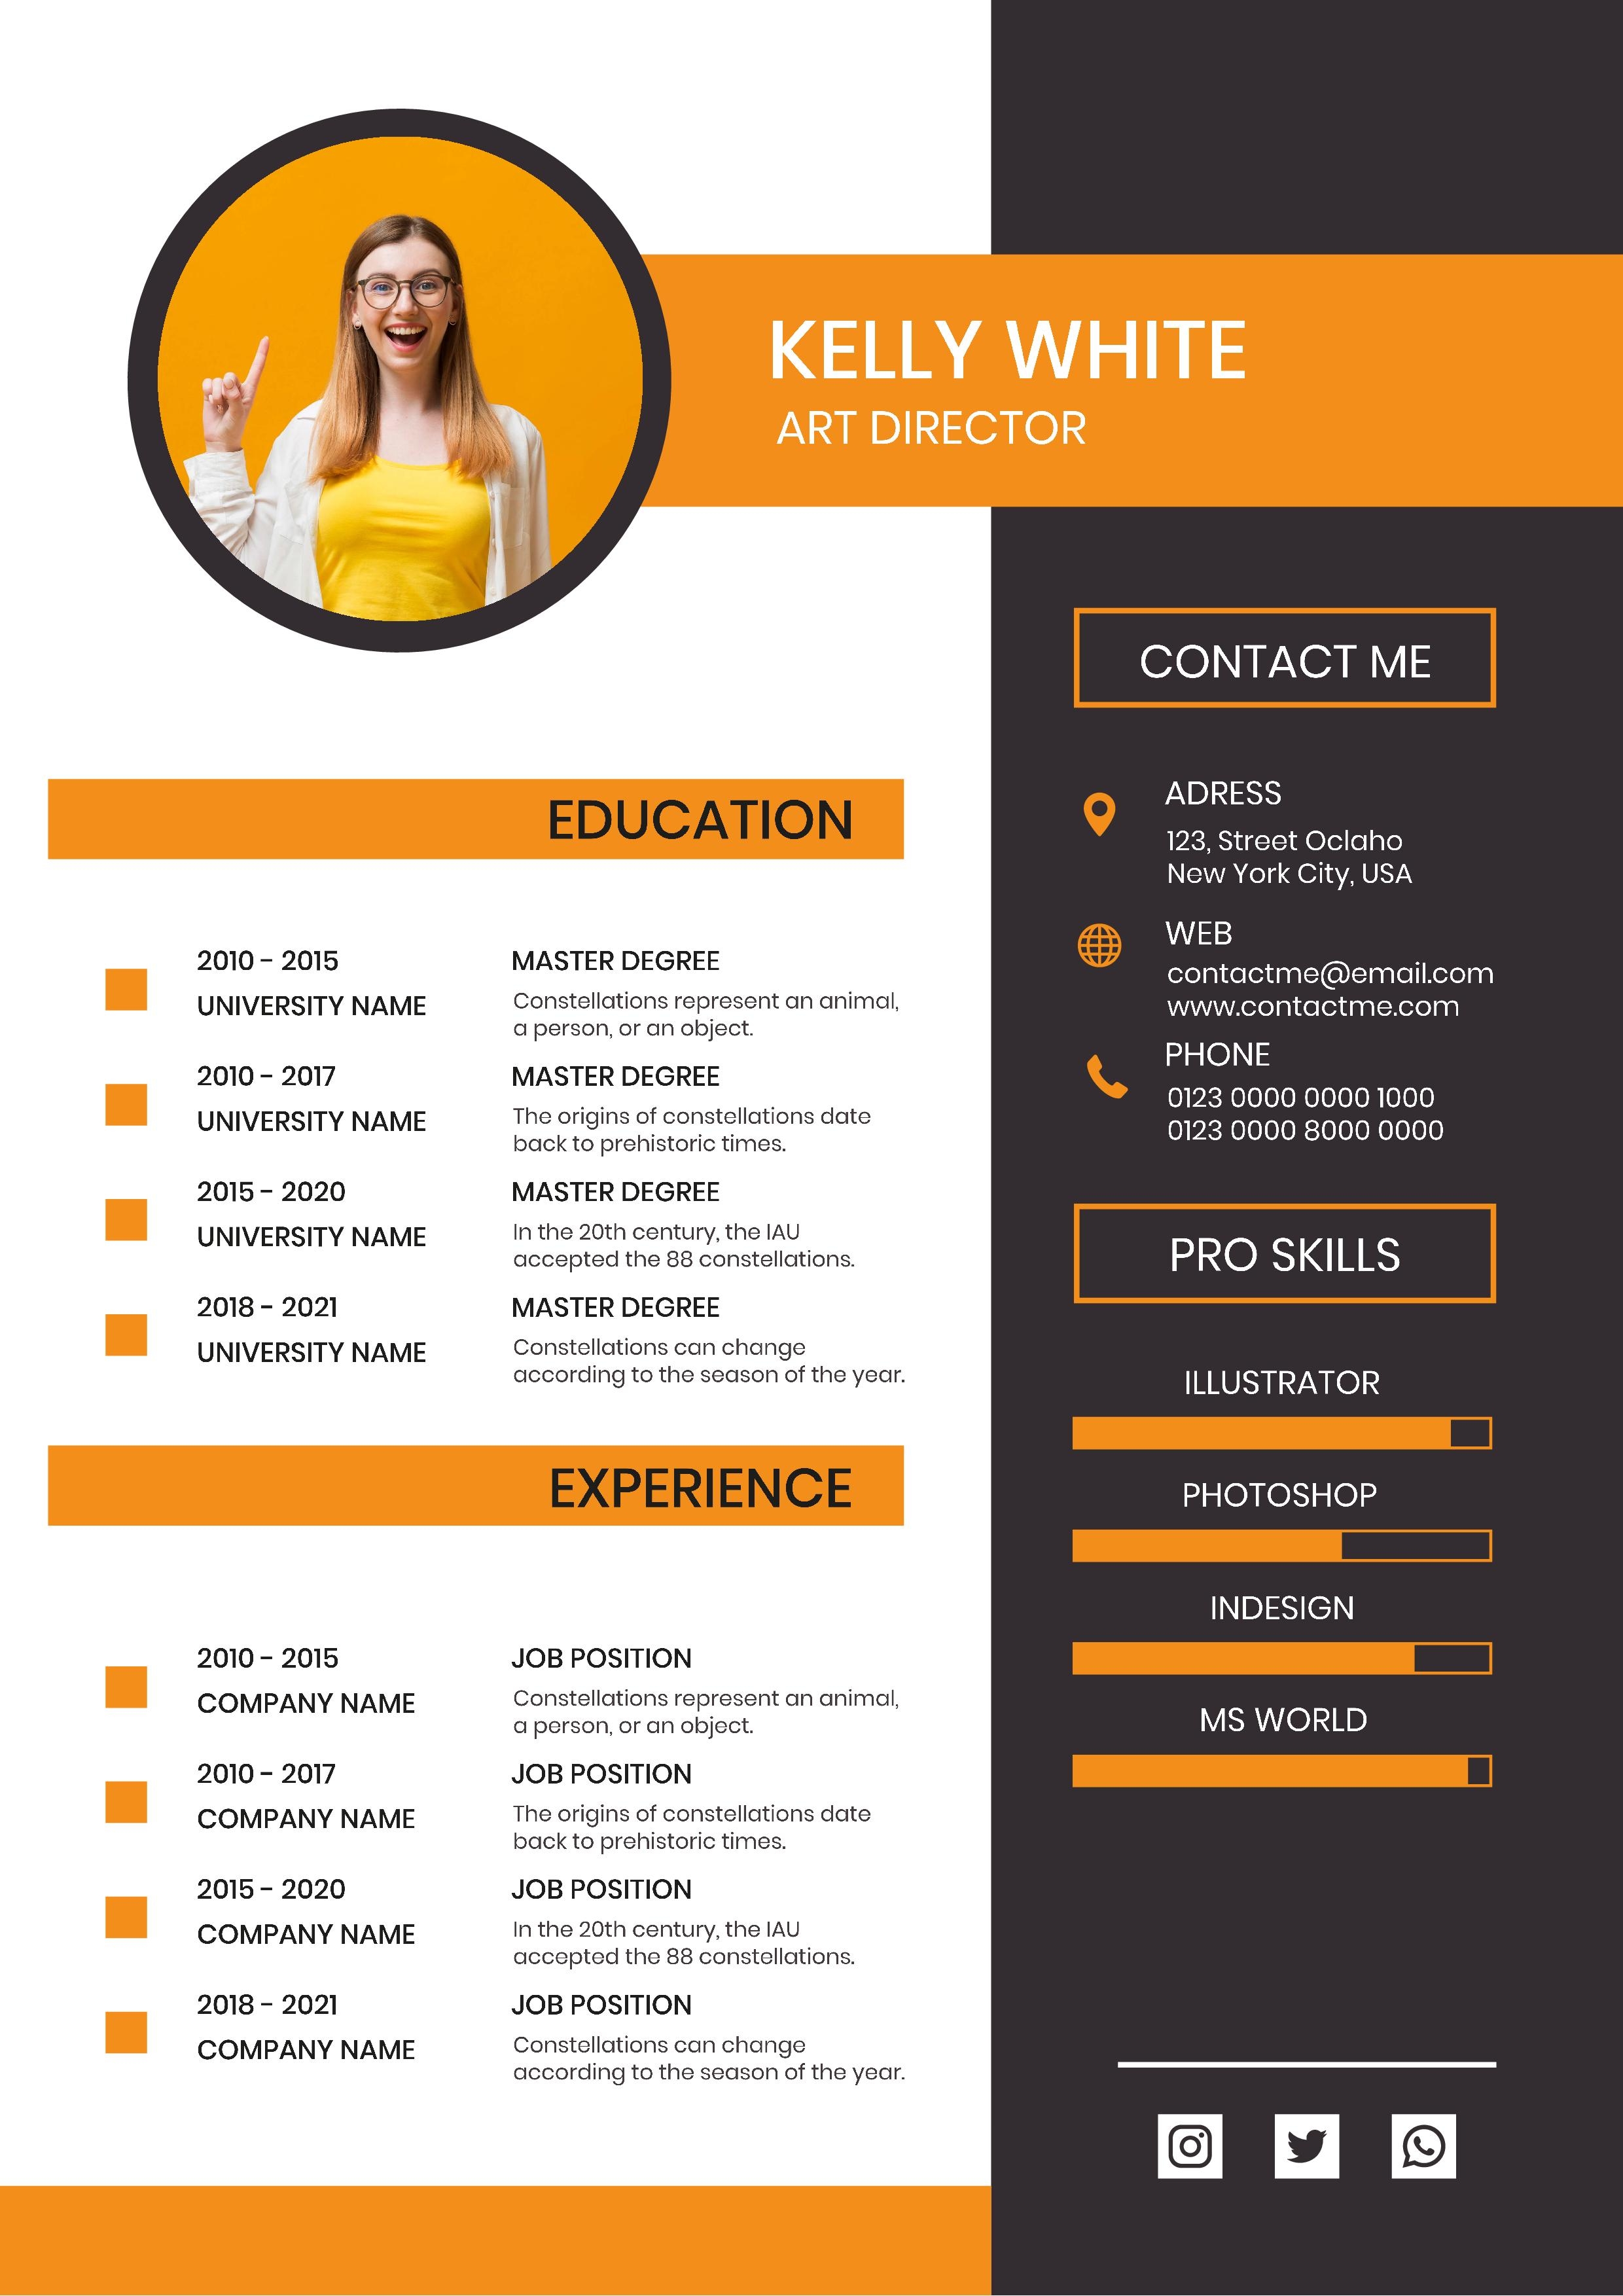 KELLY WHITE
ART DIRECTOR
EDUCATION
2010 - 2015
UNIVERSITY NAME
MASTER DEGREE
Constellations represent an animal,
a person, or an object.
2010 - 2017
UNIVERSITY NAME
MASTER DEGREE
The origins of constellations date
back to prehistoric times.
2015 - 2020
UNIVERSITY NAME
MASTER DEGREE
In the 20th century, the IAU
accepted the 88 constellations.
2018 - 2021
UNIVERSITY NAME
MASTER DEGREE
Constellations can change
according to the season of the year.
EXPERIENCE
2010 - 2015
COMPANY NAME
JOB POSITION
Constellations represent an animal,
a person, or an object.
2010 - 2017
COMPANY NAME
JOB POSITION
The origins of constellations date
back to prehistoric times.
2015 - 2020
COMPANY NAME
JOB POSITION
In the 20th century, the IAU
accepted the 88 constellations.
2018 - 2021
COMPANY NAME
JOB POSITION
Constellations can change
according to the season of the year.
CONTACT ME
ADRESS
123, Street Oclaho
New York City, USA
WEB
contactme@email.com
www.contactme.com
PHONE
0123 0000 0000 1000
0123 0000 8000 0000
PRO SKILLS
ILLUSTRATOR
PHOTOSHOP
INDESIGN
MS WORLD